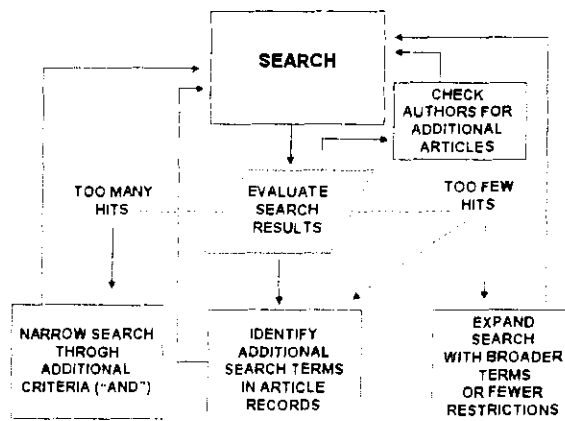 SEARCH
CHECK
AUTHORS FOR
ADDITIONAL
ARTICLES
TOO MANY
HITS
EVALUATE
SEARCH
RESULTS
TOO FEW
HITS
NARROW SEARCH
THROGH
ADDITIONAL
CRITERIA ("AND")
IDENTIFY
ADDITIONAL
SEARCH TERMS
IN ARTICLE
RECORDS
EXPAND
SEARCH
WITH BROADER
TERMS
OR FEWER
RESTRICTIONS